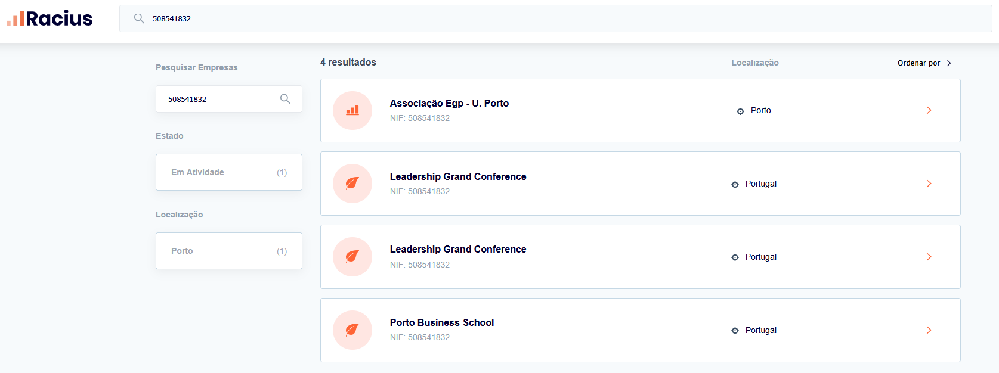 Racius
508541832
Pesquisar Empresas
508541832
Estado
Em Atividade (1)
Localização
Porto (1)
4 resultados Localização Ordenar por
Associação Egp - U. Porto
NIF: 508541832
Porto
Leadership Grand Conference
NIF: 508541832
Portugal
Leadership Grand Conference
NIF: 508541832
Portugal
Porto Business School
NIF: 508541832
Portugal